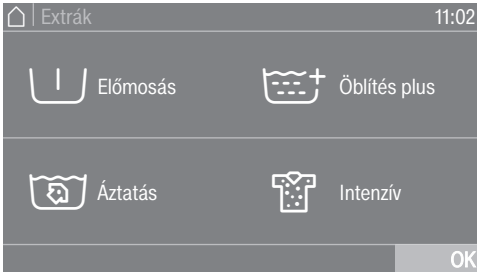 Extrák 11:02
Előmosás Öblítés plus
Áztatás Intenzív
OK